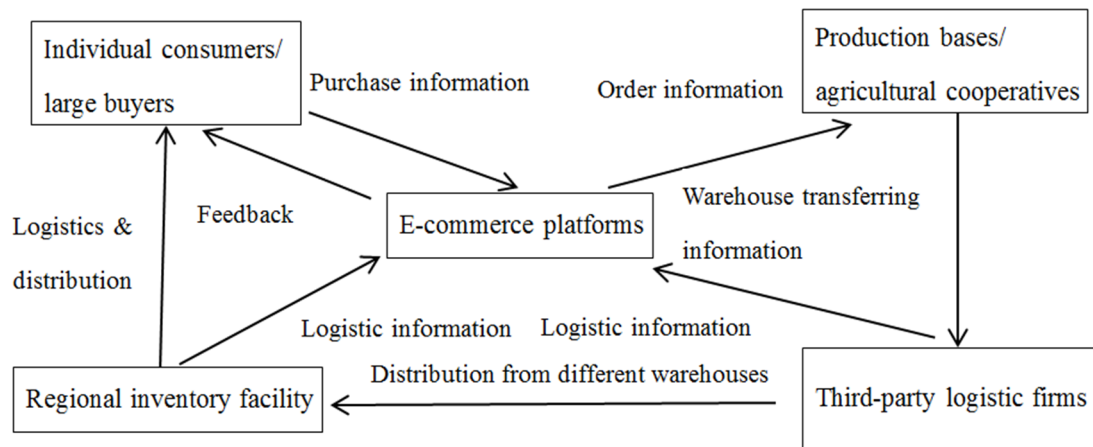 Individual consumers/
large buyers
Purchase information
Order information
Production bases/
agricultural cooperatives
Logistics &
distribution
Feedback
E-commerce platforms
Warehouse transferring
information
Logistic information
Logistic information
Regional inventory facility
Distribution from different warehouses
Third-party logistic firms